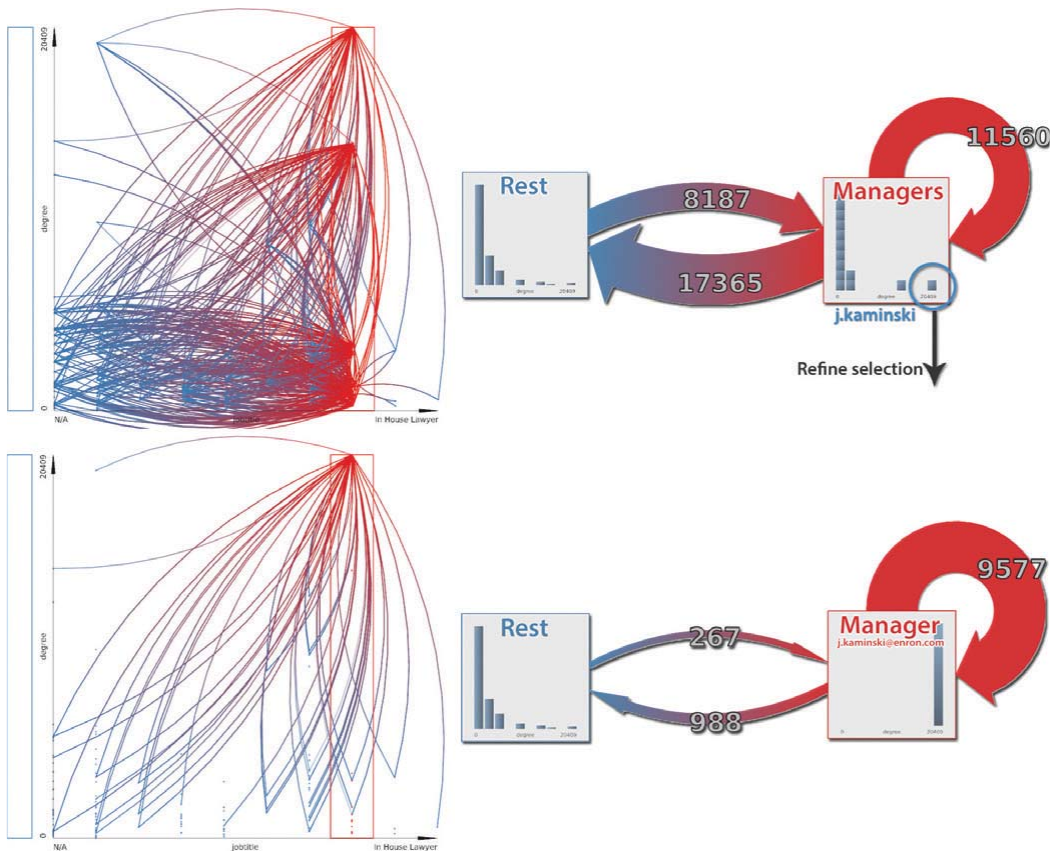 20409
degree
0
N/A
In House Lawyer
Rest
0
degree
20409
8187
17365
Managers
0
degree
20409
11560
j.kaminski
Refine selection
20409
degree
0
N/A
jobtitle
In House Lawyer
Rest
0
degree
20409
267
988
Manager
j.kaminski@enron.com
0
degree
20409
9577